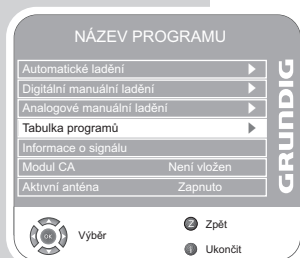 NÁZEV PROGRAMU
Automatické ladění
Digitální manuální ladění
Analogové manuální ladění
Tabulka programů
Informace o signálu
Modul CA Není vložen
Aktivní anténa Zapnuto
GRUNDIG
OK Výběr
Z Zpět
i Ukončit